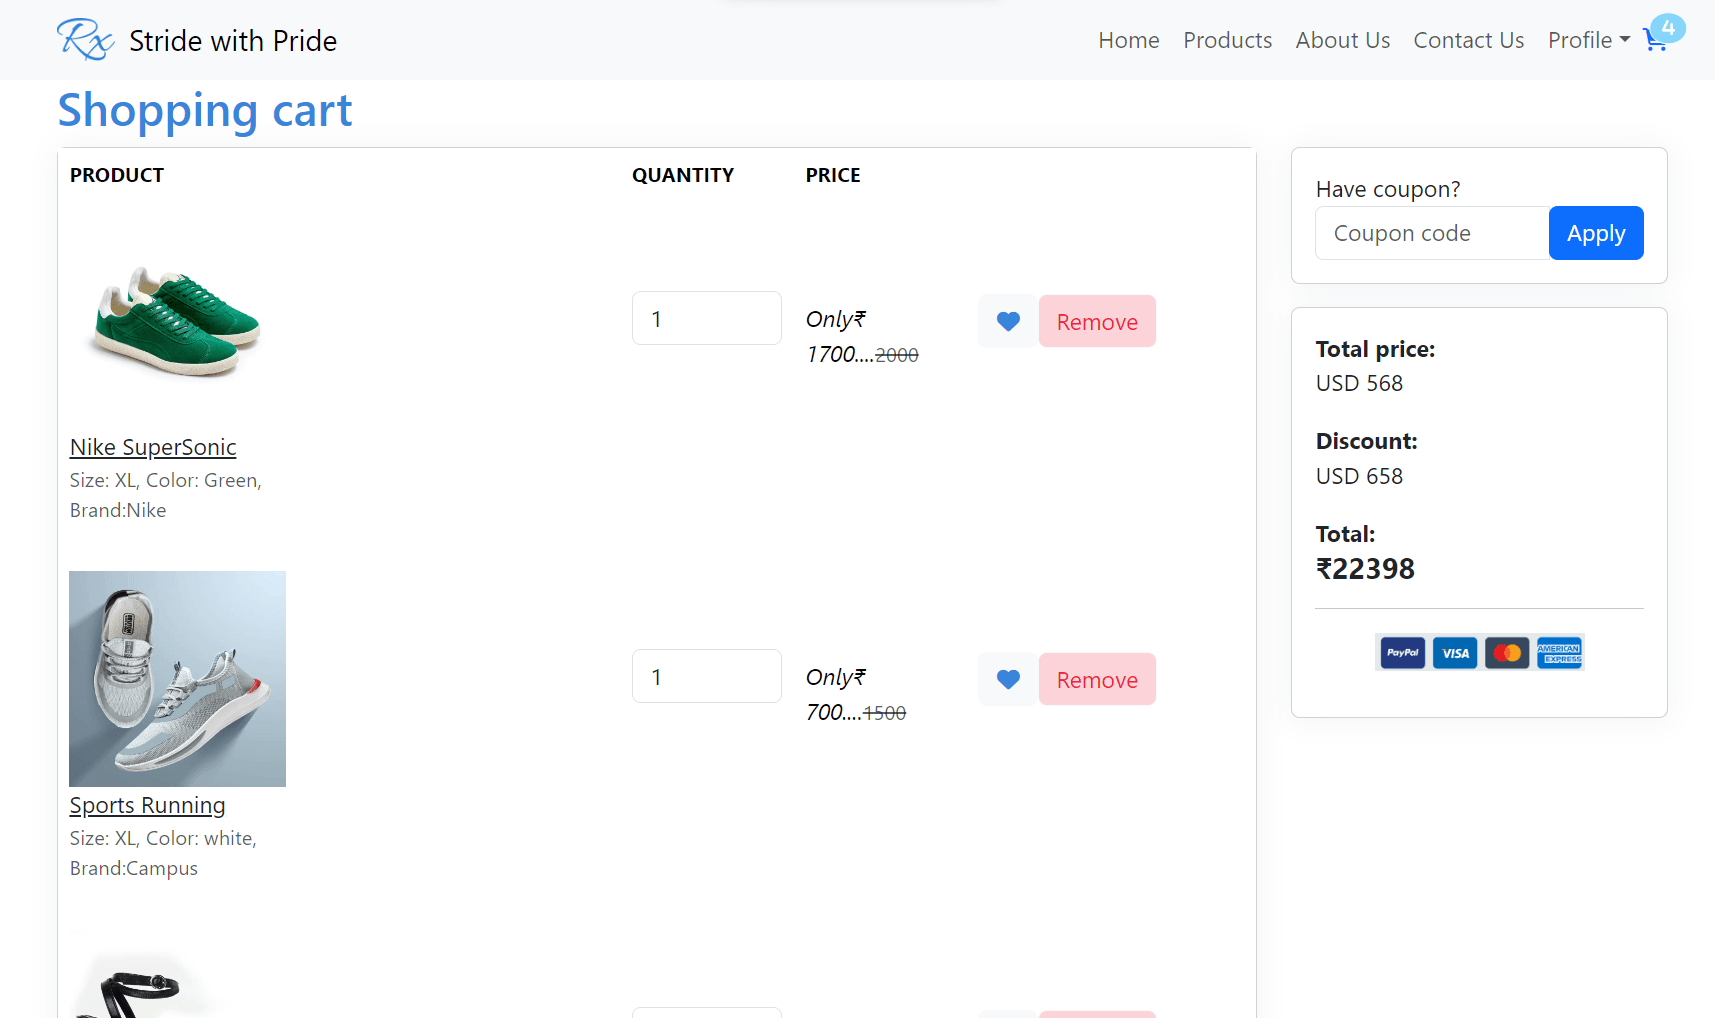 Rx Stride with Pride
Home Products About Us Contact Us Profile 4
Shopping cart
PRODUCT QUANTITY PRICE
1
Only₹
1700....2000
Remove
Nike SuperSonic
Size: XL, Color: Green,
Brand:Nike
1
Only₹
700....1500
Remove
Sports Running
Size: XL, Color: white,
Brand:Campus
Have coupon?
Coupon code Apply
Total price:
USD 568
Discount:
USD 658
Total:
₹22398
PayPal VISA AMERICAN
EXPRESS